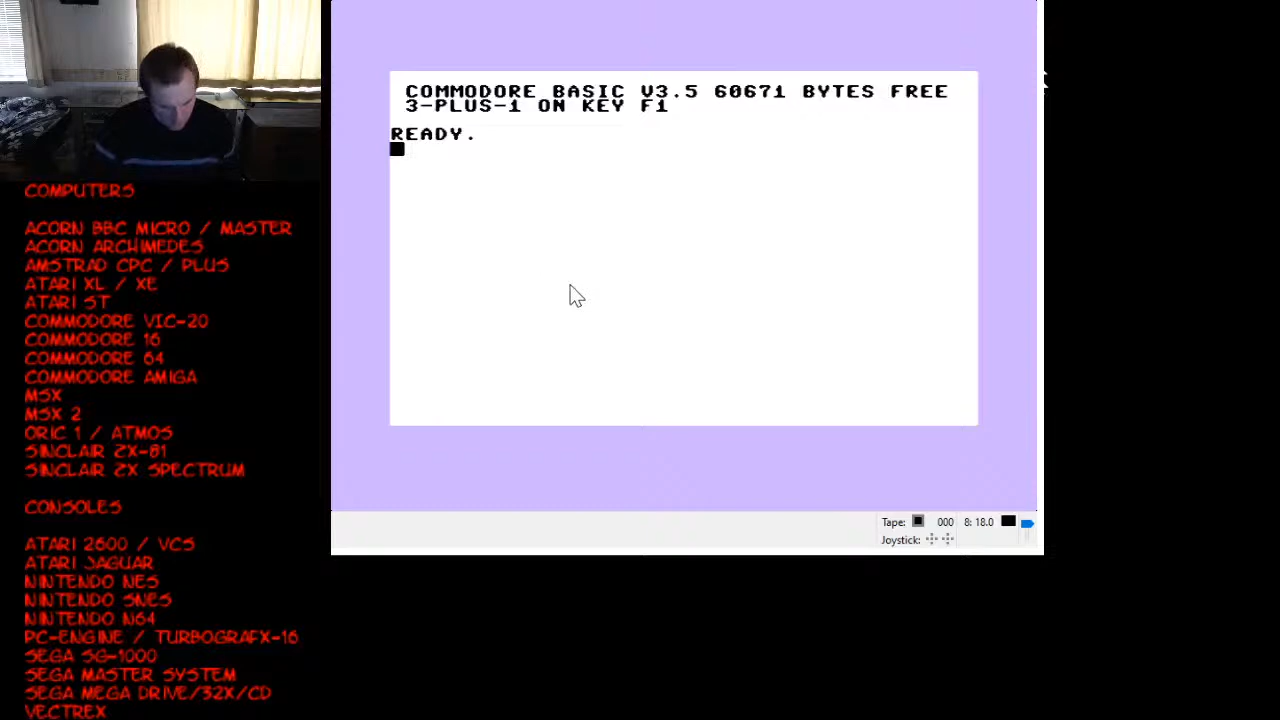 COMMODORE BASIC V3.5 60671 BYTES FREE
3-PLUS-1 ON KEY F1
READY.
Tape: 000 8: 18.0
Joystick:
COMPUTERS
ACORN BBC MICRO / MASTER
ACORN ARCHIMEDES
AMSTRAD CPC / PLUS
ATARI XL / XE
ATARI ST
COMMODORE VIC-20
COMMODORE 16
COMMODORE 64
COMMODORE AMIGA
MSX
MSX 2
ORIC 1 / ATMOS
SINCLAIR ZX-81
SINCLAIR ZX SPECTRUM
CONSOLES
ATARI 2600 / VCS
ATARI JAGUAR
NINTENDO NES
NINTENDO SNES
NINTENDO N64
PC-ENGINE / TURBOGRAFX-16
SEGA SG-1000
SEGA MASTER SYSTEM
SEGA MEGA DRIVE/32X/CD
VECTREX